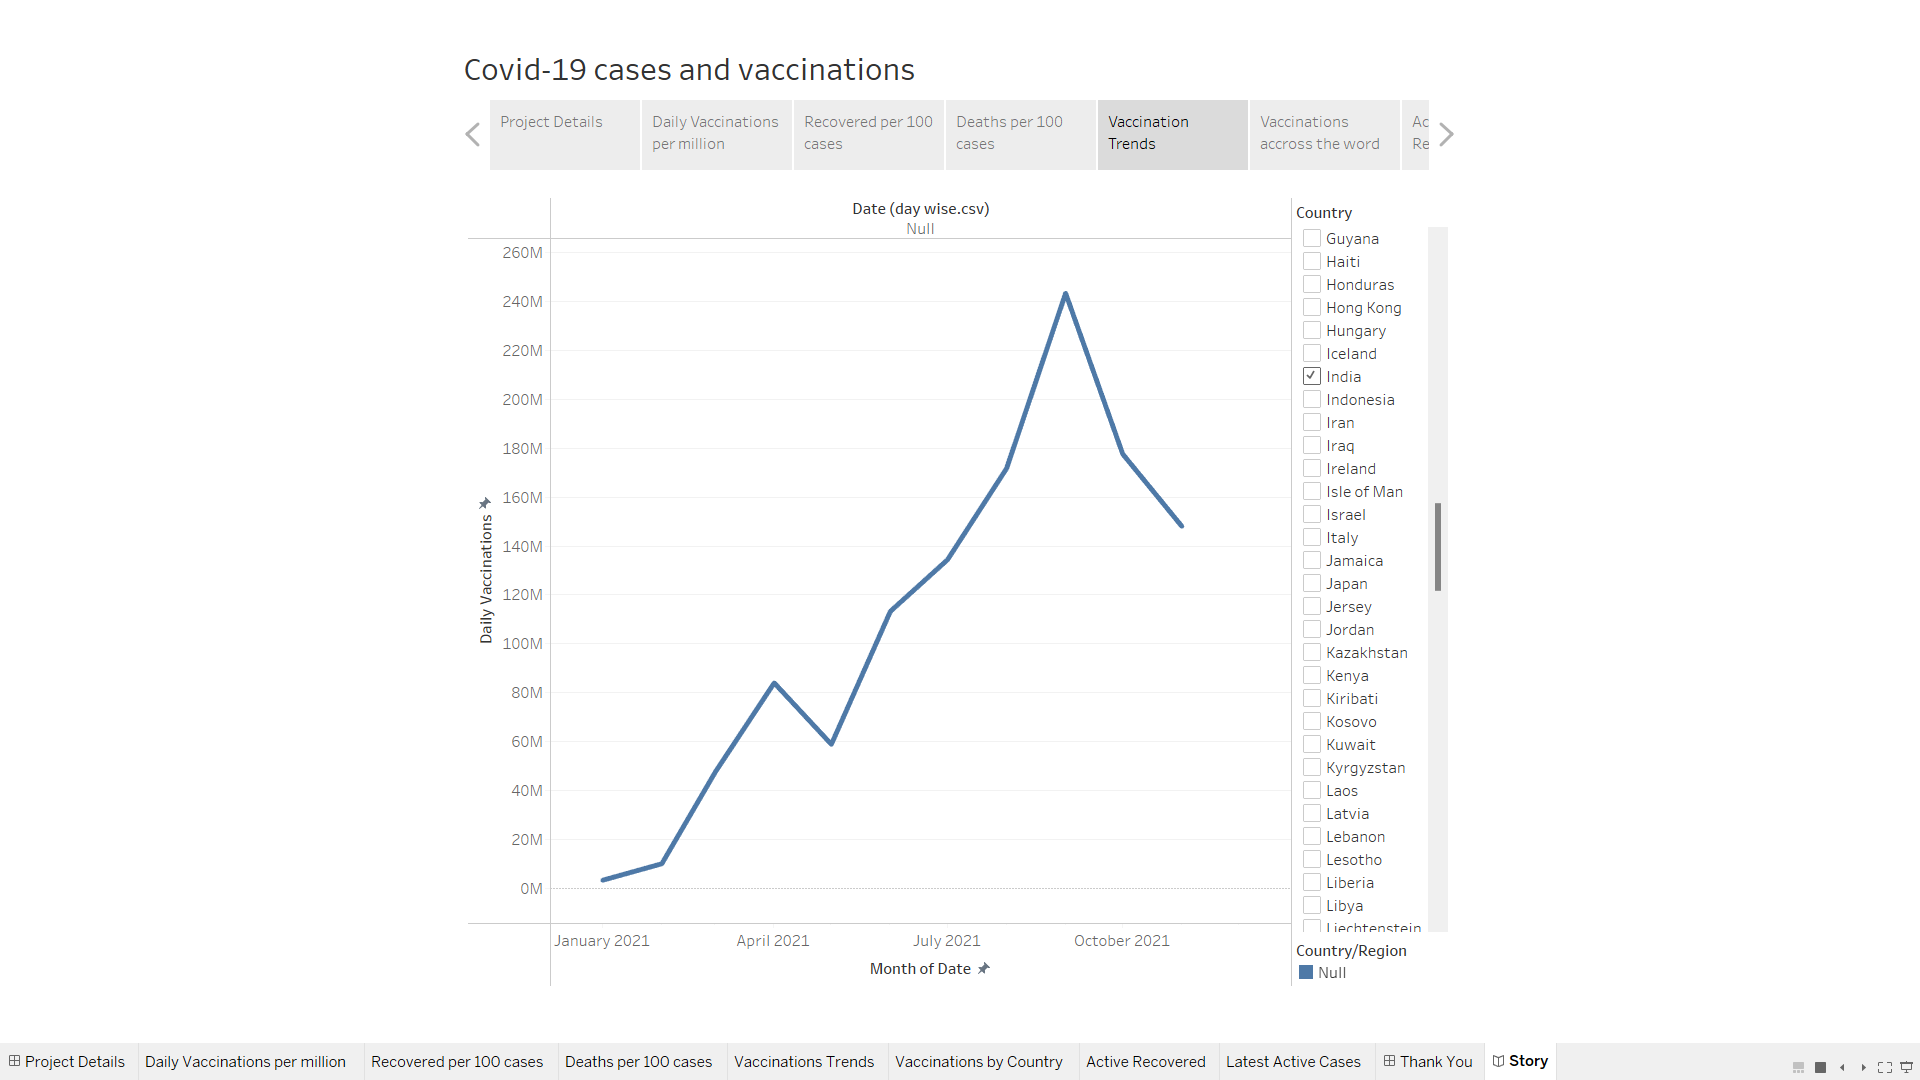 Covid-19 cases and vaccinations
Project Details
Daily Vaccinations
per million
Recovered per 100
cases
Deaths per 100
cases
Vaccination
Trends
Vaccinations
accross the word
Ac
Re
Date (day wise.csv)
Null
260M
240M
220M
200M
180M
160M
140M
120M
100M
80M
60M
40M
20M
0M
Daily Vaccinations
January 2021
April 2021
July 2021
October 2021
Month of Date
Country
Guyana
Haiti
Honduras
Hong Kong
Hungary
Iceland
India
Indonesia
Iran
Iraq
Ireland
Isle of Man
Israel
Italy
Jamaica
Japan
Jersey
Jordan
Kazakhstan
Kenya
Kiribati
Kosovo
Kuwait
Kyrgyzstan
Laos
Latvia
Lebanon
Lesotho
Liberia
Libya
Liechtenstein
Country/Region
Null
Project Details
Daily Vaccinations per million
Recovered per 100 cases
Deaths per 100 cases
Vaccinations Trends
Vaccinations by Country
Active Recovered
Latest Active Cases
Thank You
Story